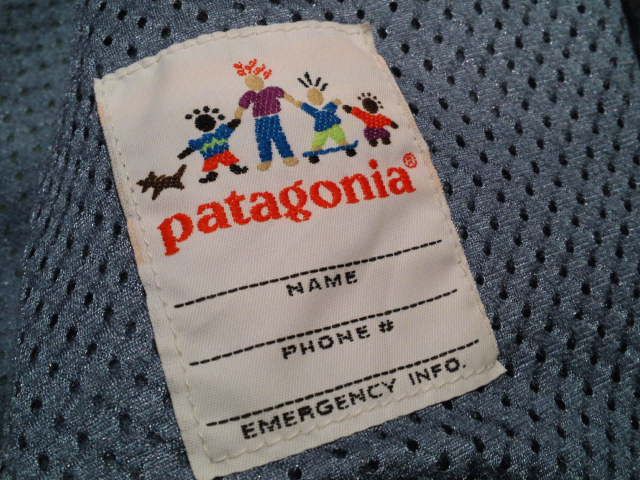 patagonia®
NAME
PHONE #
EMERGENCY INFO.